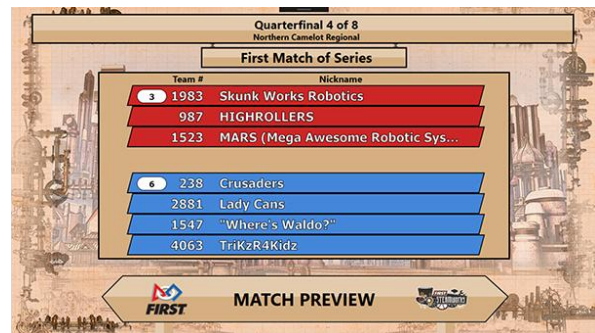 Quarterfinal 4 of 8
Northern Camelot Regional
First Match of Series
Team # Nickname
3 1983 Skunk Works Robotics
987 HIGHROLLERS
1523 MARS (Mega Awesome Robotic Sys...
6 238 Crusaders
2881 Lady Cans
1547 "Where's Waldo?"
4063 TriKzR4Kidz
FIRST MATCH PREVIEW FIRST STEAMWORKS